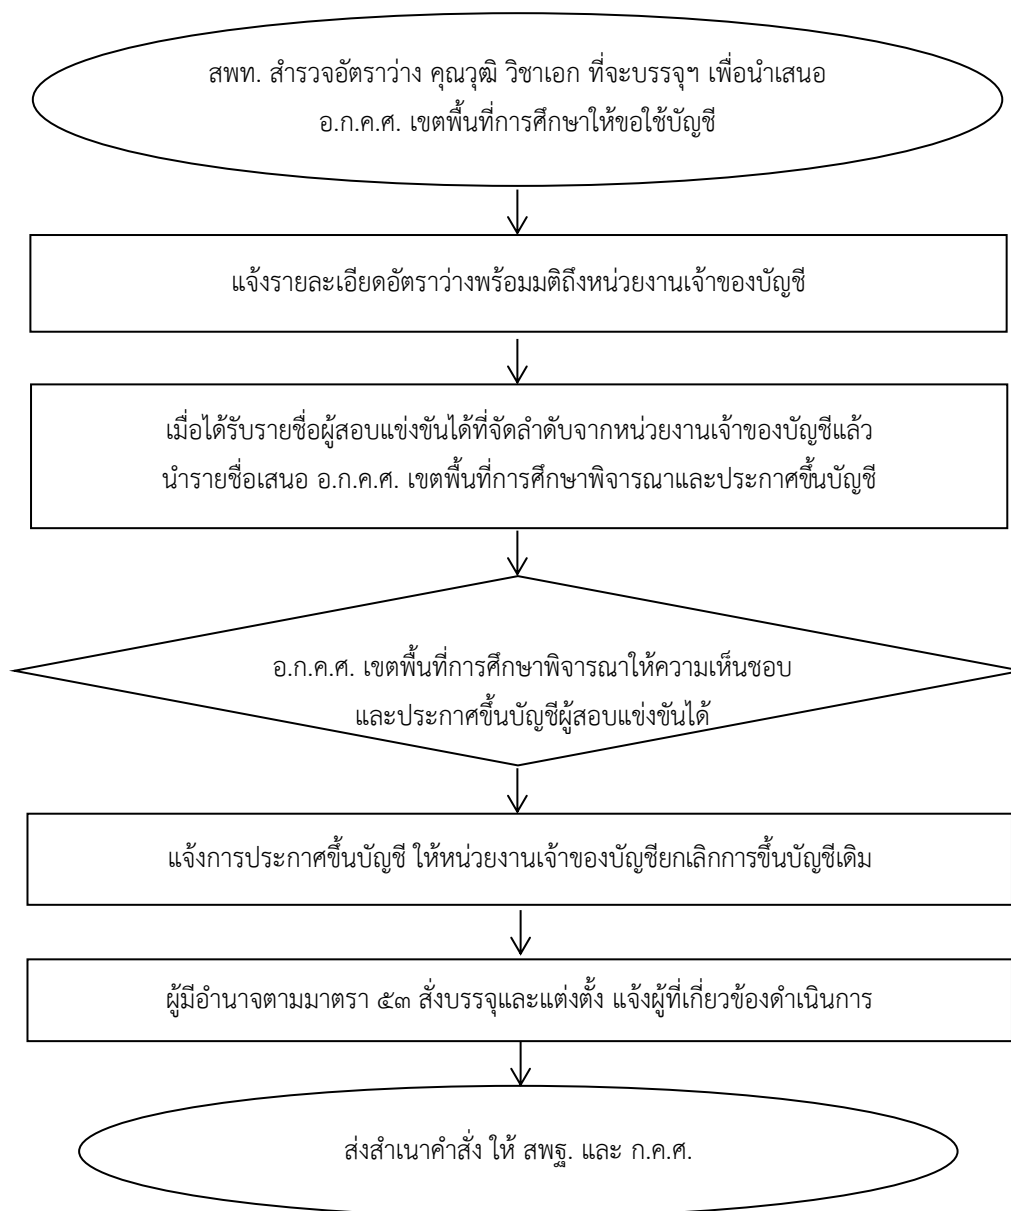 สพท. สำรวจอัตราว่าง คุณวุฒิ วิชาเอก ที่จะบรรจุฯ เพื่อนำเสนอ
อ.ก.ค.ศ. เขตพื้นที่การศึกษาให้ขอใช้บัญชี
แจ้งรายละเอียดอัตราว่างพร้อมมติถึงหน่วยงานเจ้าของบัญชี
เมื่อได้รับรายชื่อผู้สอบแข่งขันได้ที่จัดลำดับจากหน่วยงานเจ้าของบัญชีแล้ว
นำรายชื่อเสนอ อ.ก.ค.ศ. เขตพื้นที่การศึกษาพิจารณาและประกาศขึ้นบัญชี
อ.ก.ค.ศ. เขตพื้นที่การศึกษาพิจารณาให้ความเห็นชอบ
และประกาศขึ้นบัญชีผู้สอบแข่งขันได้
แจ้งการประกาศขึ้นบัญชี ให้หน่วยงานเจ้าของบัญชียกเลิกการขึ้นบัญชีเดิม
ผู้มีอำนาจตามมาตรา ๕๓ สั่งบรรจุและแต่งตั้ง แจ้งผู้ที่เกี่ยวข้องดำเนินการ
ส่งสำเนาคำสั่ง ให้ สพฐ. และ ก.ค.ศ.